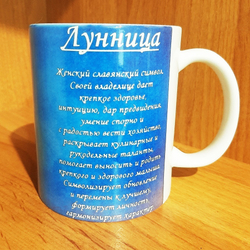 Лунница
Женский славянский символ.
Своей владелице дает
крепкое здоровье,
интуицию, дар предвидения,
умение спорно и
с радостью вести хозяйство,
раскрывает кулинарные и
рукодельные таланты,
помогает выносить и родить
крепкого и здорового малыша.
Символизирует обновление
и перемены к лучшему,
формирует личность,
гармонизирует характер